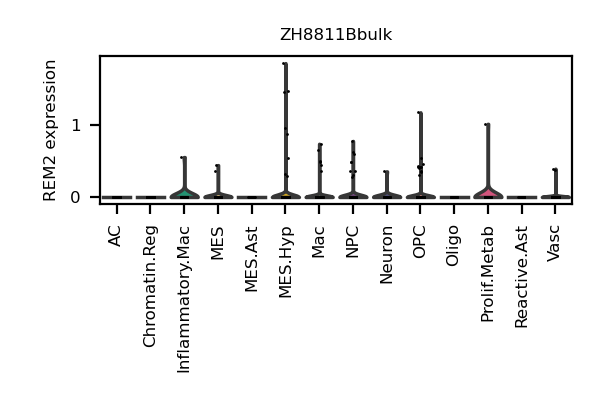 ZH8811Bbulk
REM2 expression
1
0
AC
Chromatin.Reg
Inflammatory.Mac
MES
MES.Ast
MES.Hyp
Mac
NPC
Neuron
OPC
Oligo
Prolif.Metab
Reactive.Ast
Vasc